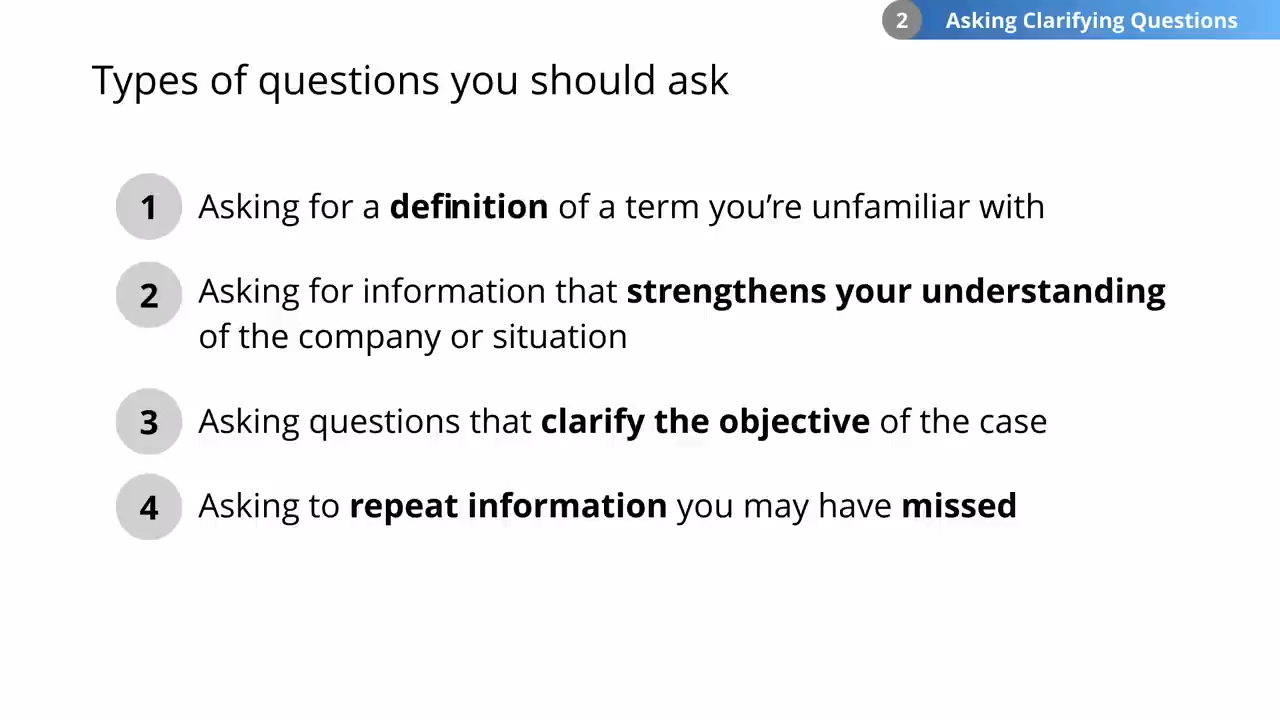 2 Asking Clarifying Questions
Types of questions you should ask
1 Asking for a definition of a term you’re unfamiliar with
2 Asking for information that strengthens your understanding
of the company or situation
3 Asking questions that clarify the objective of the case
4 Asking to repeat information you may have missed